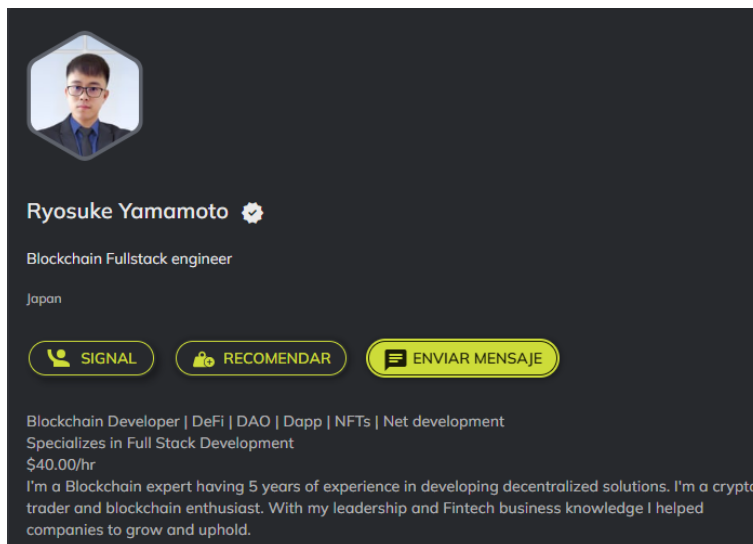 Ryosuke Yamamoto
Blockchain Fullstack engineer
Japan
SIGNAL
RECOMENDAR
ENVIAR MENSAJE
Blockchain Developer | DeFi | DAO | Dapp | NFTs | Net development
Specializes in Full Stack Development
$40.00/hr
I'm a Blockchain expert having 5 years of experience in developing decentralized solutions. I'm a crypto
trader and blockchain enthusiast. With my leadership and Fintech business knowledge I helped
companies to grow and uphold.